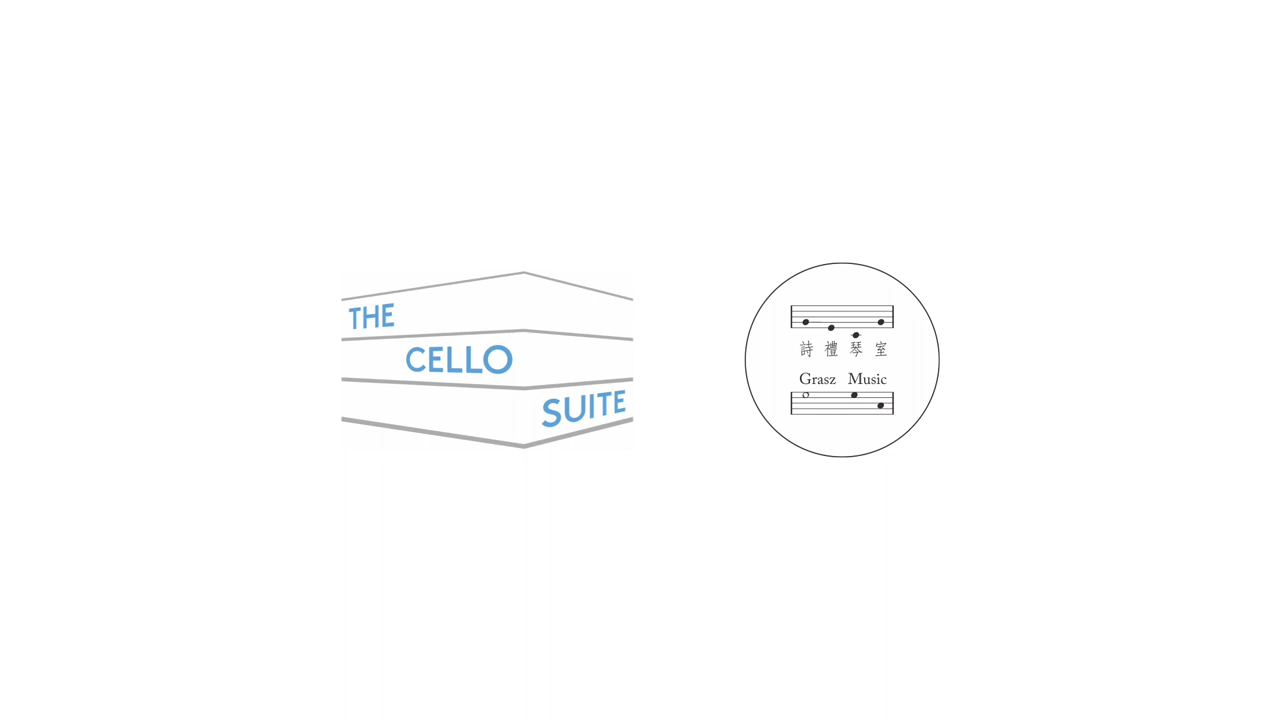 THE
CELLO
SUITE
詩禮琴室
Grasz Music